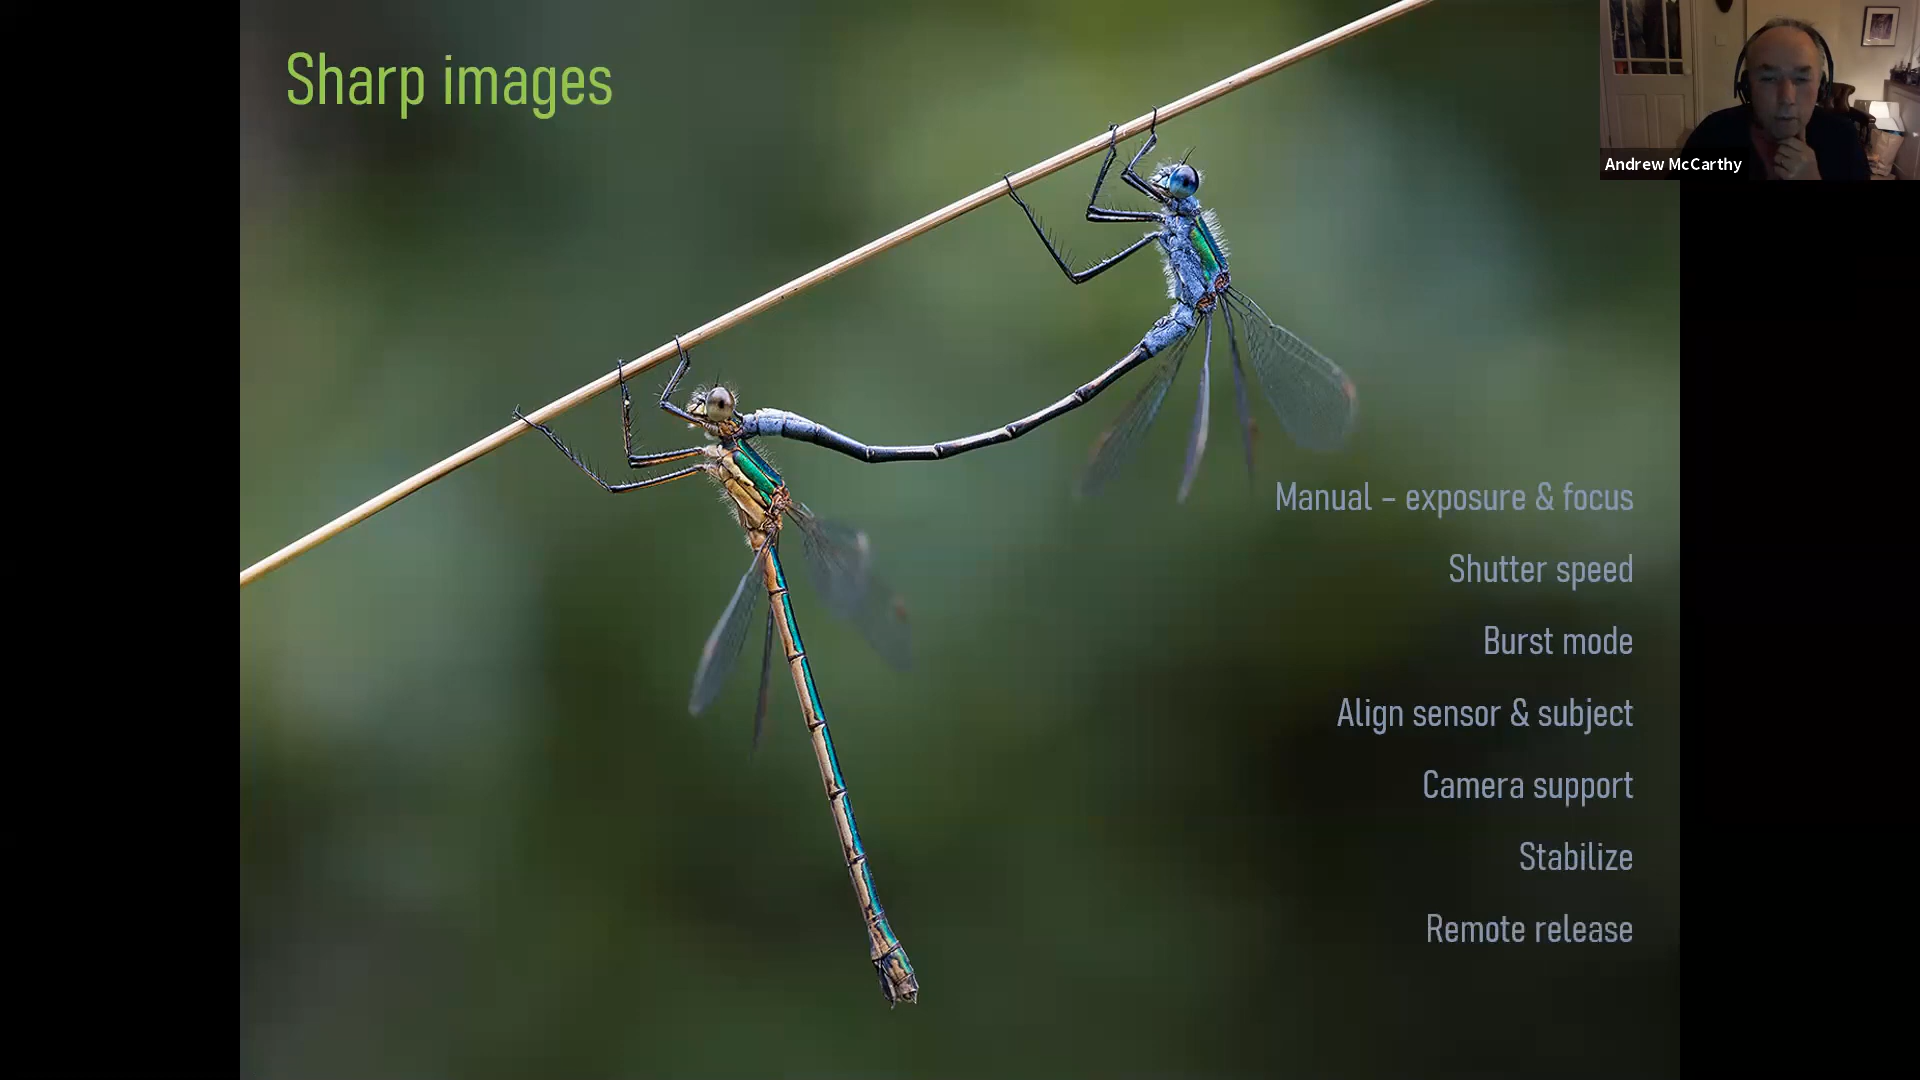 Sharp images
Andrew McCarthy
Manual – exposure & focus
Shutter speed
Burst mode
Align sensor & subject
Camera support
Stabilize
Remote release